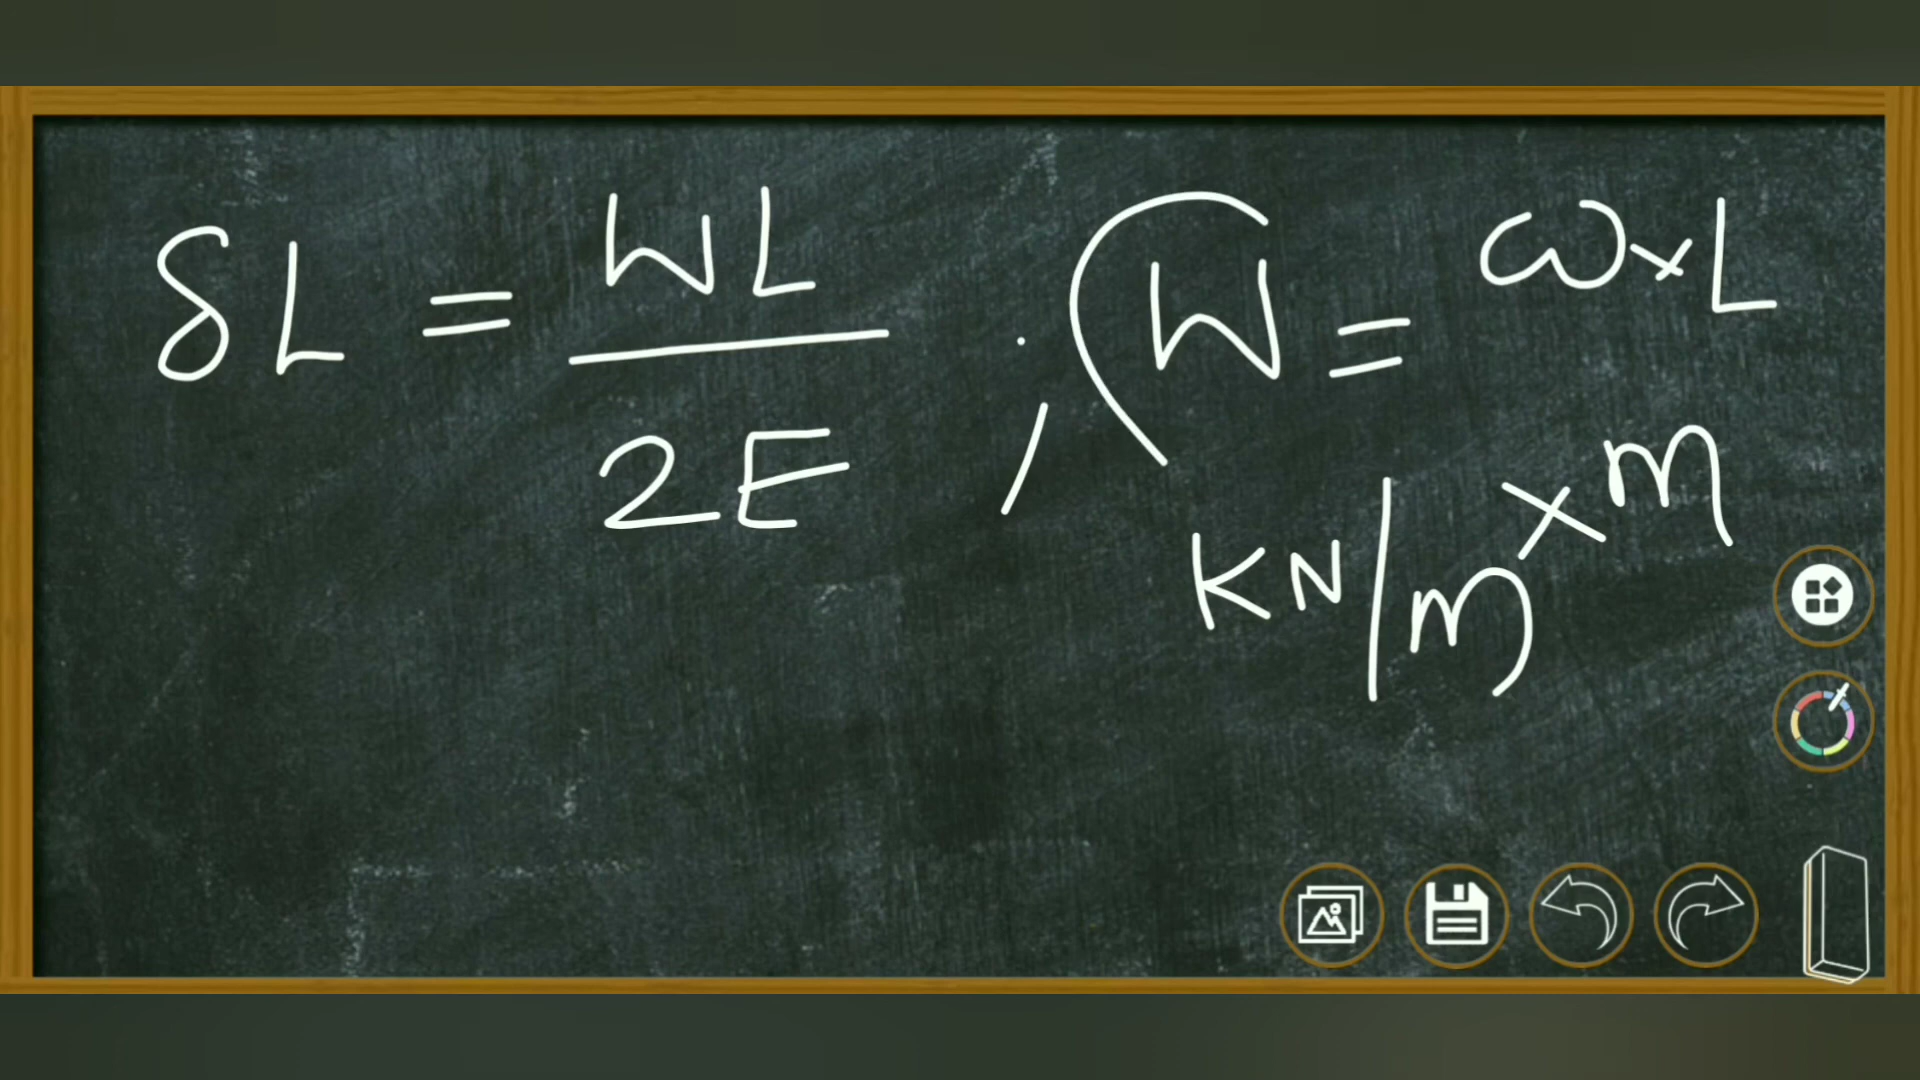 δL = WL / 2E ; (W = ω×L
KN/m × m